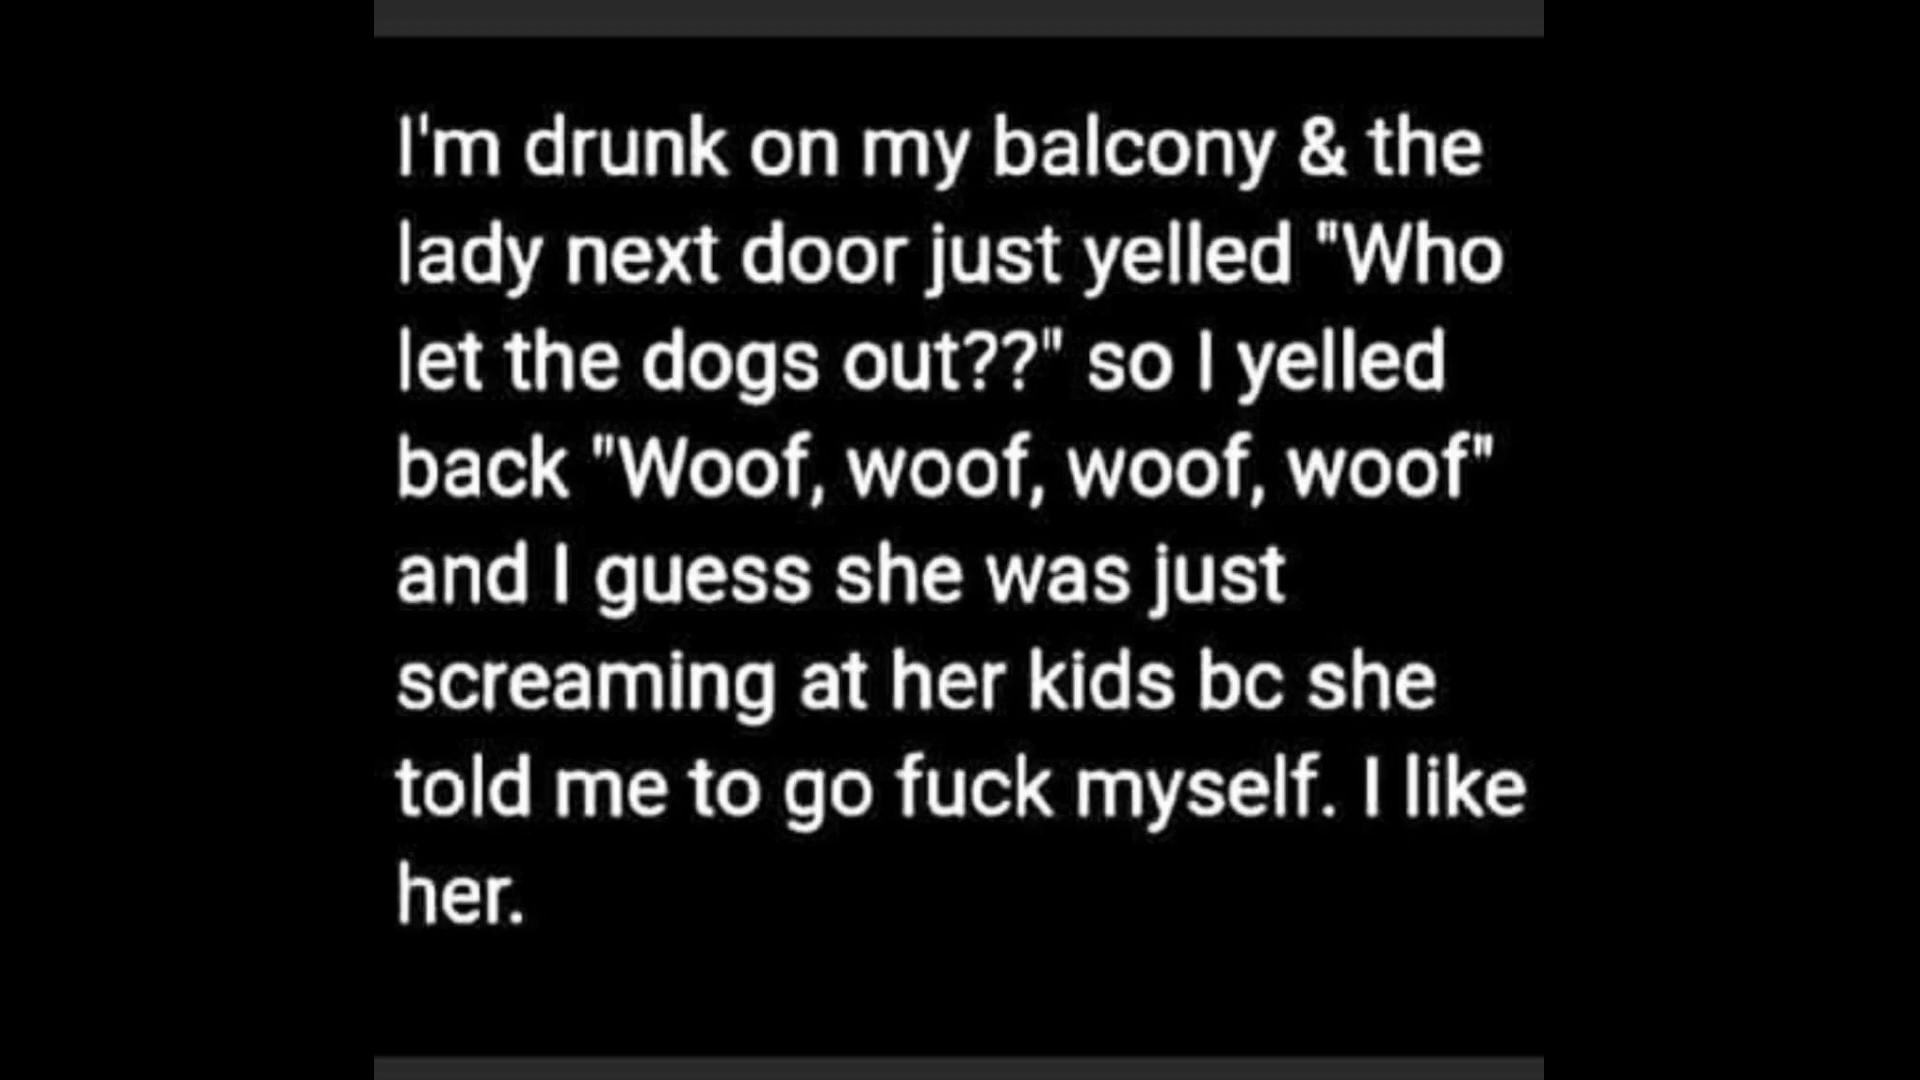 I'm drunk on my balcony & the
lady next door just yelled "Who
let the dogs out??" so I yelled
back "Woof, woof, woof, woof"
and I guess she was just
screaming at her kids bc she
told me to go fuck myself. I like
her.